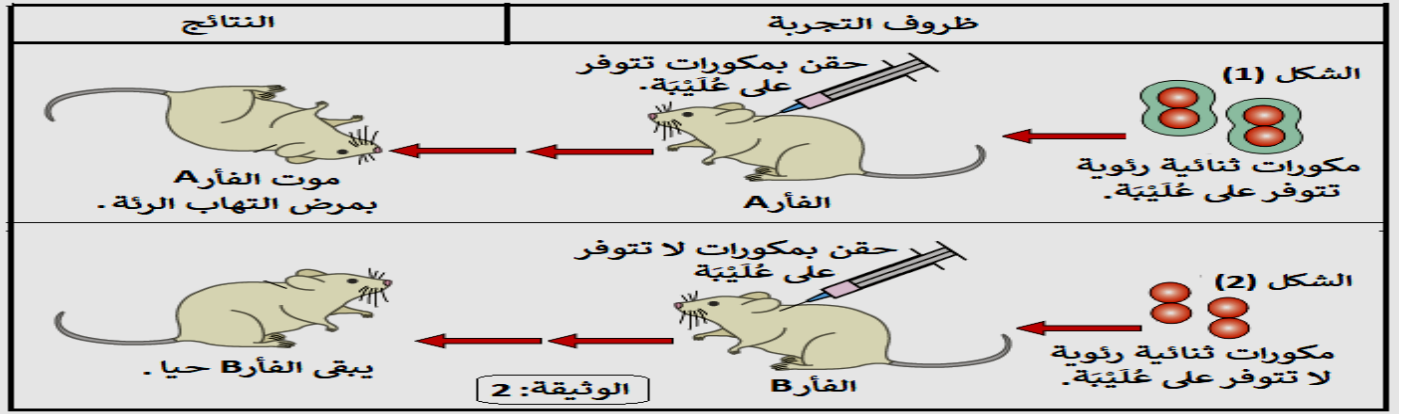 ظروف التجربة
النتائج
الشكل (1)
مكورات ثنائية رئوية
تتوفر على عُلَيْبَة.
حقن بمكورات تتوفر
على عُلَيْبَة.
الفأرA
موت الفأرA
بمرض التهاب الرئة .
الشكل (2)
مكورات ثنائية رئوية
لا تتوفر على عُلَيْبَة.
حقن بمكورات لا تتوفر
على عُلَيْبَة
الفأرB
يبقى الفأرB حيا .
الوثيقة: 2